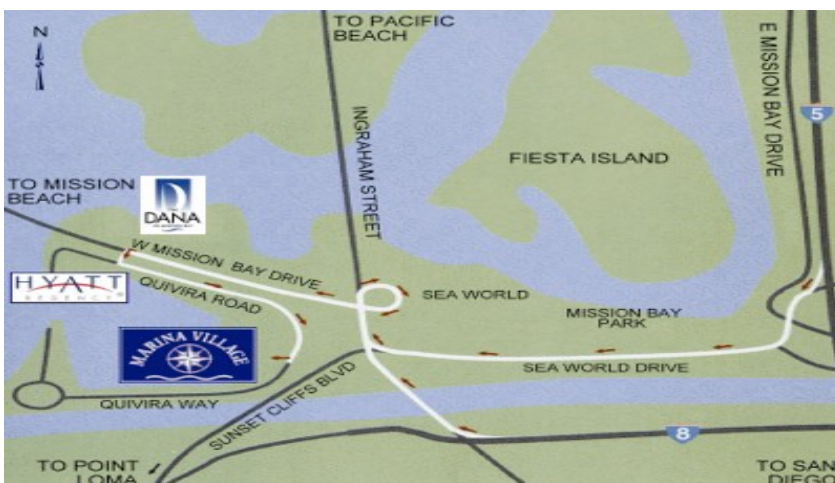 TO PACIFIC
BEACH
N
E MISSION BAY DRIVE
5
INGRAHAM STREET
FIESTA ISLAND
TO MISSION
BEACH
DANA
W MISSION BAY DRIVE
HYATT
REGENCY
QUIVIRA ROAD
SEA WORLD
MISSION BAY
PARK
MARINA VILLAGE
SEA WORLD DRIVE
QUIVIRA WAY
SUNSET CLIFFS BLVD
8
TO POINT
LOMA
TO SAN
DIEGO